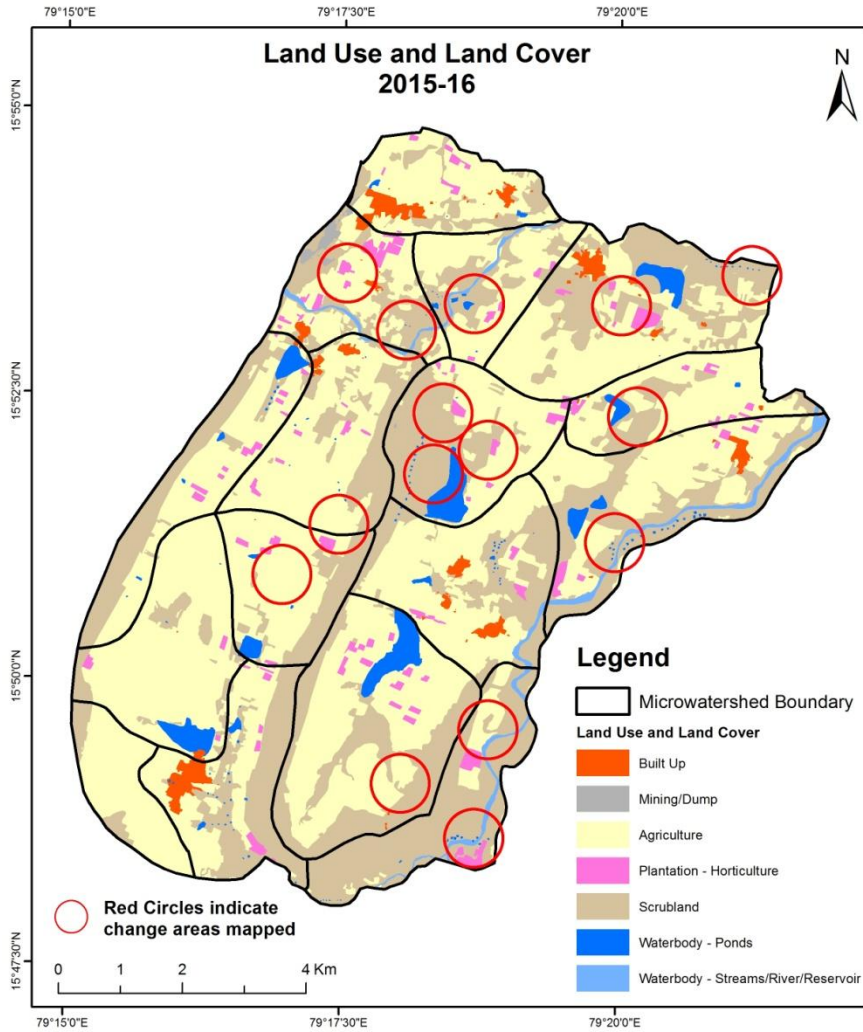 79°15'0"E
79°17'30"E
79°20'0"E
Land Use and Land Cover
2015-16
N
15°55'0"N
15°52'30"N
15°50'0"N
15°47'30"N
Legend
Microwatershed Boundary
Land Use and Land Cover
Built Up
Mining/Dump
Agriculture
Plantation - Horticulture
Scrubland
Waterbody - Ponds
Waterbody - Streams/River/Reservoir
Red Circles indicate
change areas mapped
0 1 2 4 Km
79°15'0"E
79°17'30"E
79°20'0"E